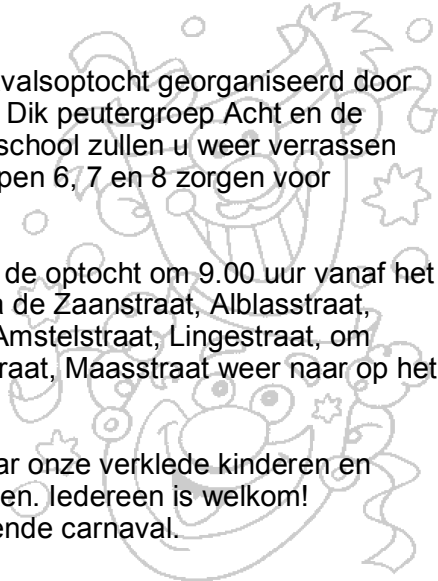 valsoptocht georganiseerd door
Dik peutergroep Acht en de
school zullen u weer verrassen
pen 6, 7 en 8 zorgen voor
de optocht om 9.00 uur vanaf het
a de Zaanstraat, Alblasstraat,
Amstelstraat, Lingestraat, om
raat, Maasstraat weer naar op het
ar onze verklede kinderen en
en. Iedereen is welkom!
ende carnaval.